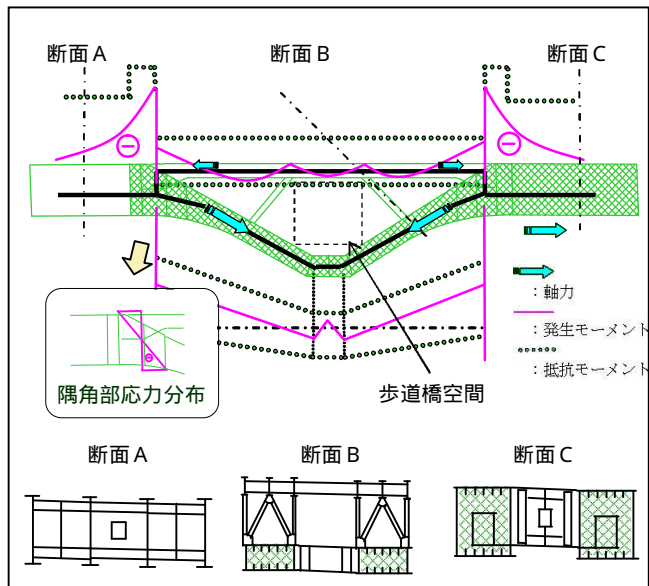 断面A
断面B
断面C
⊖
⊖
：軸力
：発生モーメント
：抵抗モーメント
⊖
隅角部応力分布
歩道橋空間
断面A
断面B
断面C